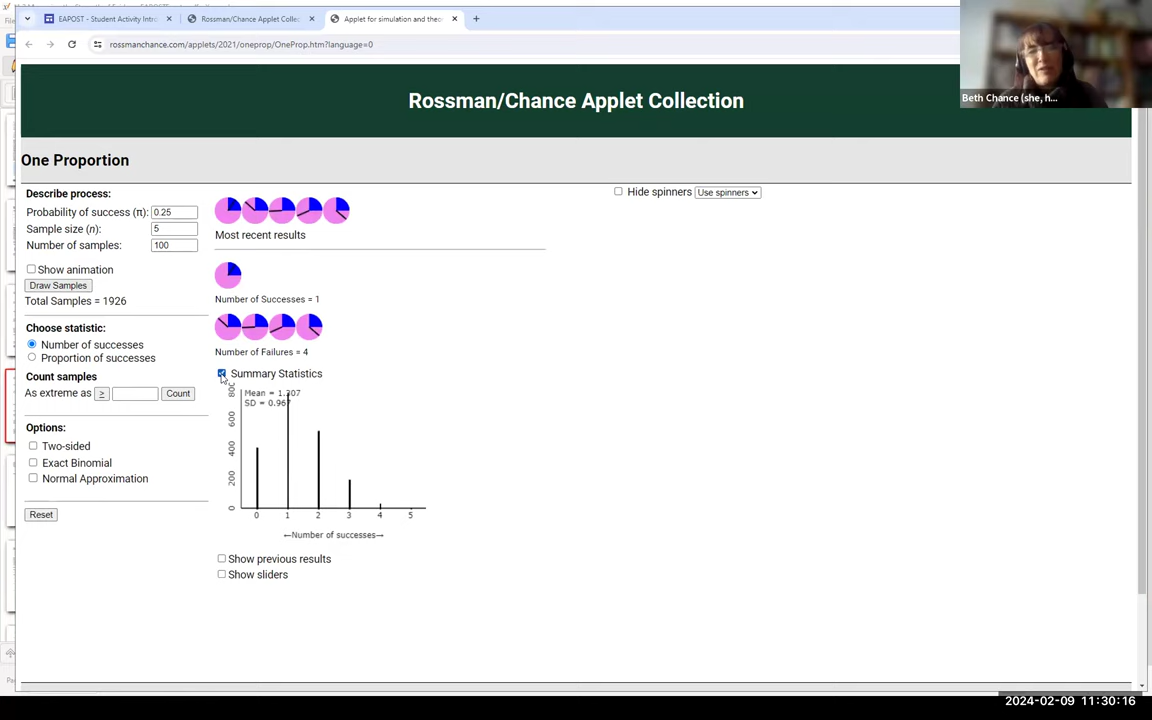 EAPOST - Student Activity Intro
Rossman/Chance Applet Collec
Applet for simulation and theo
rossmanchance.com/applets/2021/oneprop/OneProp.htm?language=0
Beth Chance (she, h...
Rossman/Chance Applet Collection
One Proportion
Describe process:
Probability of success (π): 0.25
Sample size (n): 5
Number of samples: 100
Show animation
Draw Samples
Total Samples = 1926
Choose statistic:
Number of successes
Proportion of successes
Count samples
As extreme as ≥ Count
Options:
Two-sided
Exact Binomial
Normal Approximation
Reset
Most recent results
Number of Successes = 1
Number of Failures = 4
Summary Statistics
Mean = 1.207
SD = 0.967
800
600
400
200
0
0 1 2 3 4 5
←Number of successes→
Show previous results
Show sliders
Hide spinners Use spinners
2024-02-09 11:30:16